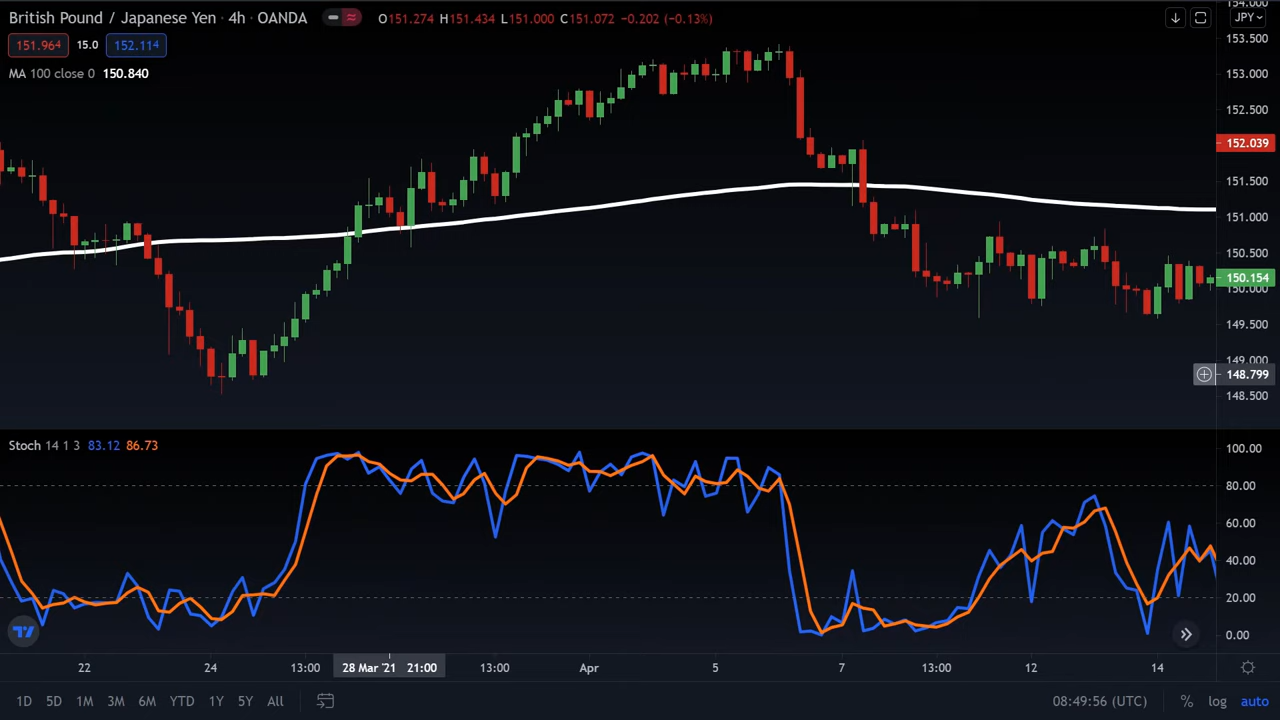 British Pound / Japanese Yen · 4h · OANDA O151.274 H151.434 L151.000 C151.072 −0.202 (−0.13%)
151.964 15.0 152.114
MA 100 close 0 150.840
JPY
154.000
153.500
153.000
152.500
152.039
151.500
151.000
150.500
150.154
150.000
149.500
149.000
148.799
148.500
Stoch 14 1 3 83.12 86.73
100.00
80.00
60.00
40.00
20.00
0.00
22 24 13:00 28 Mar '21 21:00 13:00 Apr 5 7 13:00 12 14
1D 5D 1M 3M 6M YTD 1Y 5Y All 08:49:56 (UTC) % log auto